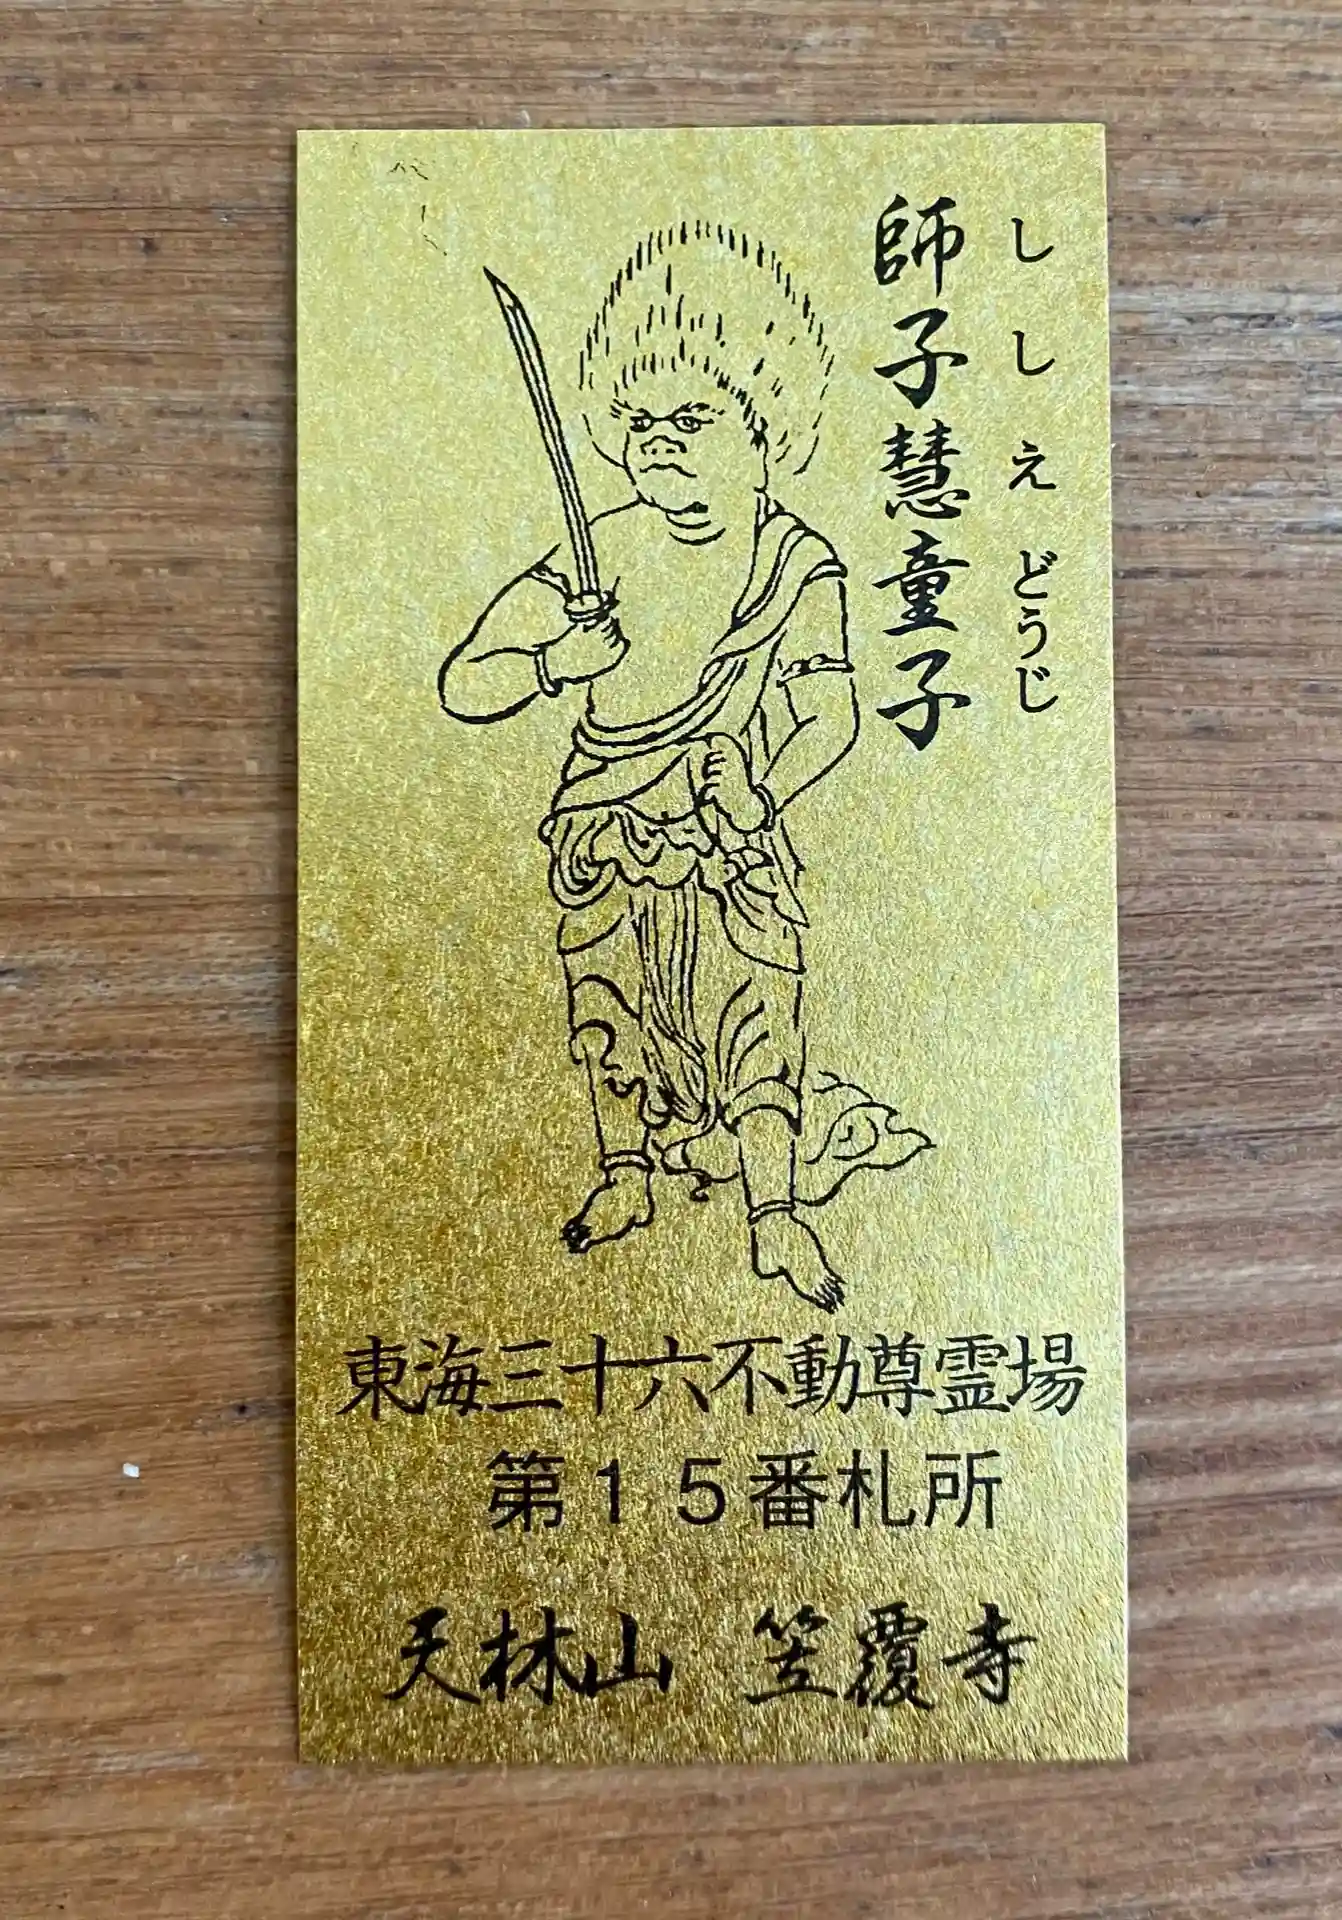 ししえどうじ
師子慧童子
東海三十六不動尊霊場
第１５番札所
天林山　笠覆寺